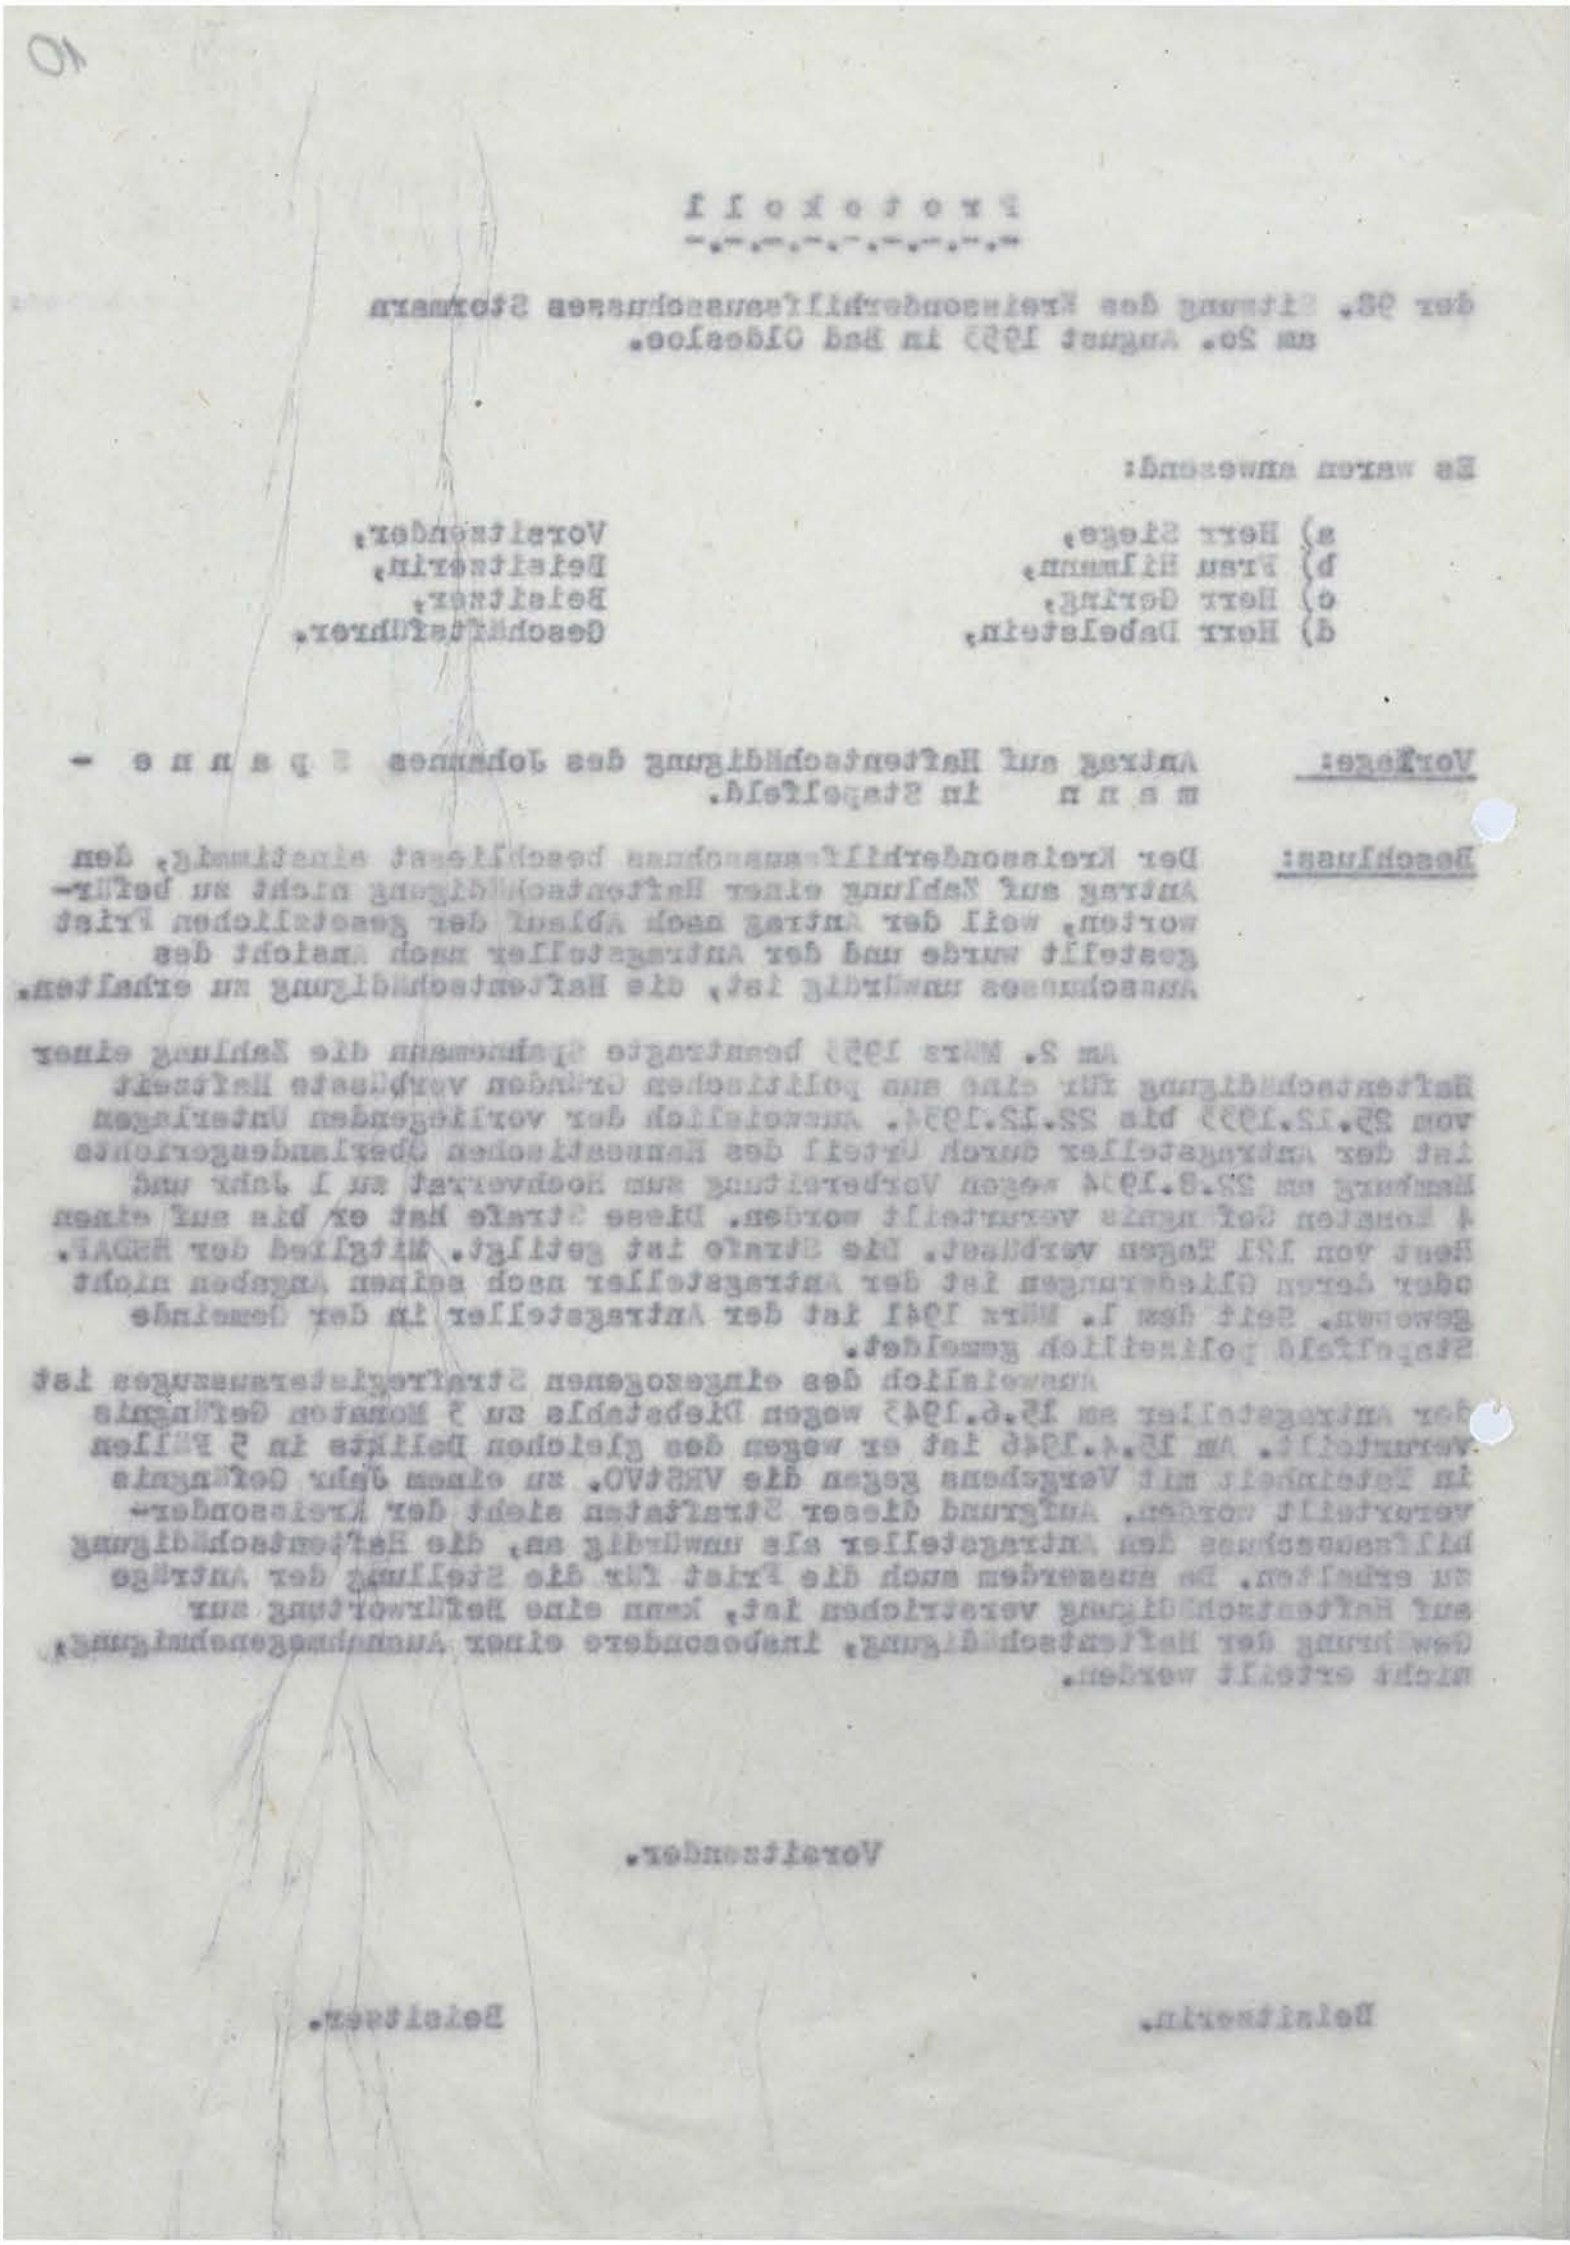 10
P r o t o k o l l
-.-.-.-.-.-.-.-.-
der 98. Sitzung des Kreissonderhilfsausschusses Stormarn
am 20. August 1953 in Bad Oldesloe.
Es waren anwesend:
a) Herr Siege, Vorsitzender,
b) Frau Hilmann, Beisitzerin,
c) Herr Gering, Beisitzer,
d) Herr Dabelstein, Geschäftsführer.
Vorlage: Antrag auf Haftentschädigung des Johannes S p a n n e -
m a n n in Stapelfeld.
Beschluss: Der Kreissonderhilfsausschuss beschliesst einstimmig, den
Antrag auf Zahlung einer Haftentschädigung nicht zu befür-
worten, weil der Antrag nach Ablauf der gesetzlichen Frist
gestellt wurde und der Antragsteller nach Ansicht des
Ausschusses unwürdig ist, die Haftentschädigung zu erhalten.
Am 2. März 1953 beantragte Spahnemann die Zahlung einer
Haftentschädigung für eine aus politischen Gründen verbüsste Haftzeit
vom 25.12.1933 bis 22.12.1934. Ausweislich der vorliegenden Unterlagen
ist der Antragsteller durch Urteil des Hanseatischen Oberlandesgerichts
Hamburg am 22.8.1934 wegen Vorbereitung zum Hochverrat zu 1 Jahr und
4 Monaten Gefängnis verurteilt worden. Diese Strafe hat er bis auf einen
Rest von 121 Tagen verbüsst. Die Strafe ist getilgt. Mitglied der NSDAP.
oder deren Gliederungen ist der Antragsteller nach seinen Angaben nicht
gewesen. Seit dem 1. März 1941 ist der Antragsteller in der Gemeinde
Stapelfeld polizeilich gemeldet.
Ausweislich des eingezogenen Strafregisterauszuges ist
der Antragsteller am 15.6.1943 wegen Diebstahls zu 3 Monaten Gefängnis
verurteilt. Am 15.4.1946 ist er wegen des gleichen Delikts in 5 Fällen
in Tateinheit mit Vergehens gegen die VRStVO. zu einem Jahr Gefängnis
verurteilt worden. Aufgrund dieser Straftaten sieht der Kreissonder-
hilfsausschuss den Antragsteller als unwürdig an, die Haftentschädigung
zu erhalten. Da ausserdem auch die Frist für die Stellung der Anträge
auf Haftentschädigung verstrichen ist, kann eine Befürwortung zur
Gewährung der Haftentschädigung, insbesondere einer Ausnahmegenehmigung,
nicht erteilt werden.
Vorsitzender.
Beisitzerin. Beisitzer.